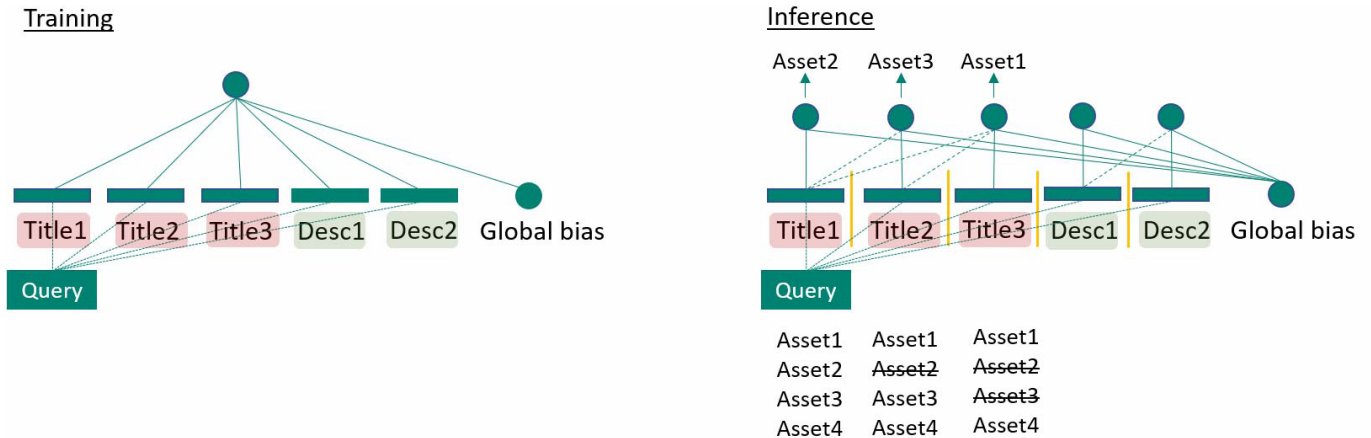 Training
Title1 Title2 Title3 Desc1 Desc2 Global bias
Query
Inference
Asset2 Asset3 Asset1
Title1 Title2 Title3 Desc1 Desc2 Global bias
Query
Asset1 Asset1 Asset1
Asset2 Asset2 Asset2
Asset3 Asset3 Asset3
Asset4 Asset4 Asset4